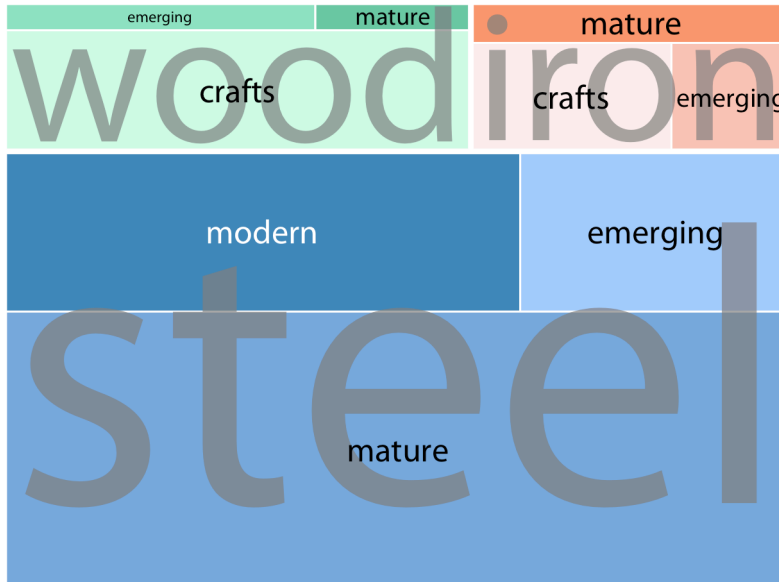 emerging
mature
crafts
wood
mature
crafts
emerging
iron
modern
emerging
mature
steel